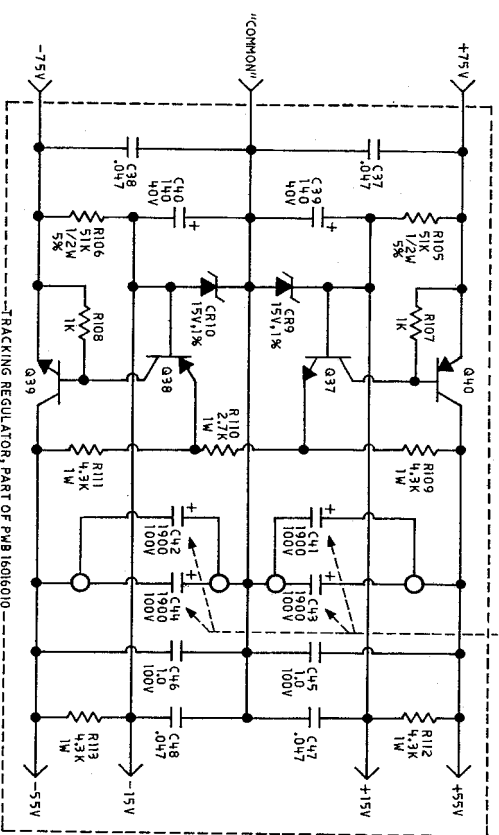 +75V
+55V
R105
51K
1/2W
5%
R107
1K
Q40
R109
4.3K
1W
R112
4.3K
1W
C37
.047
+15V
C39
140
40V
+
CR9
15V,1%
Q37
C41
1900
100V
+
C43
1900
100V
+
C45
1.0
100V
C47
.047
"COMMON"
R110
2.7K
1W
C38
.047
C40
140
40V
+
CR10
15V,1%
Q38
C42
1900
100V
+
C44
1900
100V
+
C46
1.0
100V
C48
.047
-15V
R106
51K
1/2W
5%
R108
1K
Q39
R111
4.3K
1W
R113
4.3K
1W
-75V
-55V
TRACKING REGULATOR, PART OF PWB 16016010